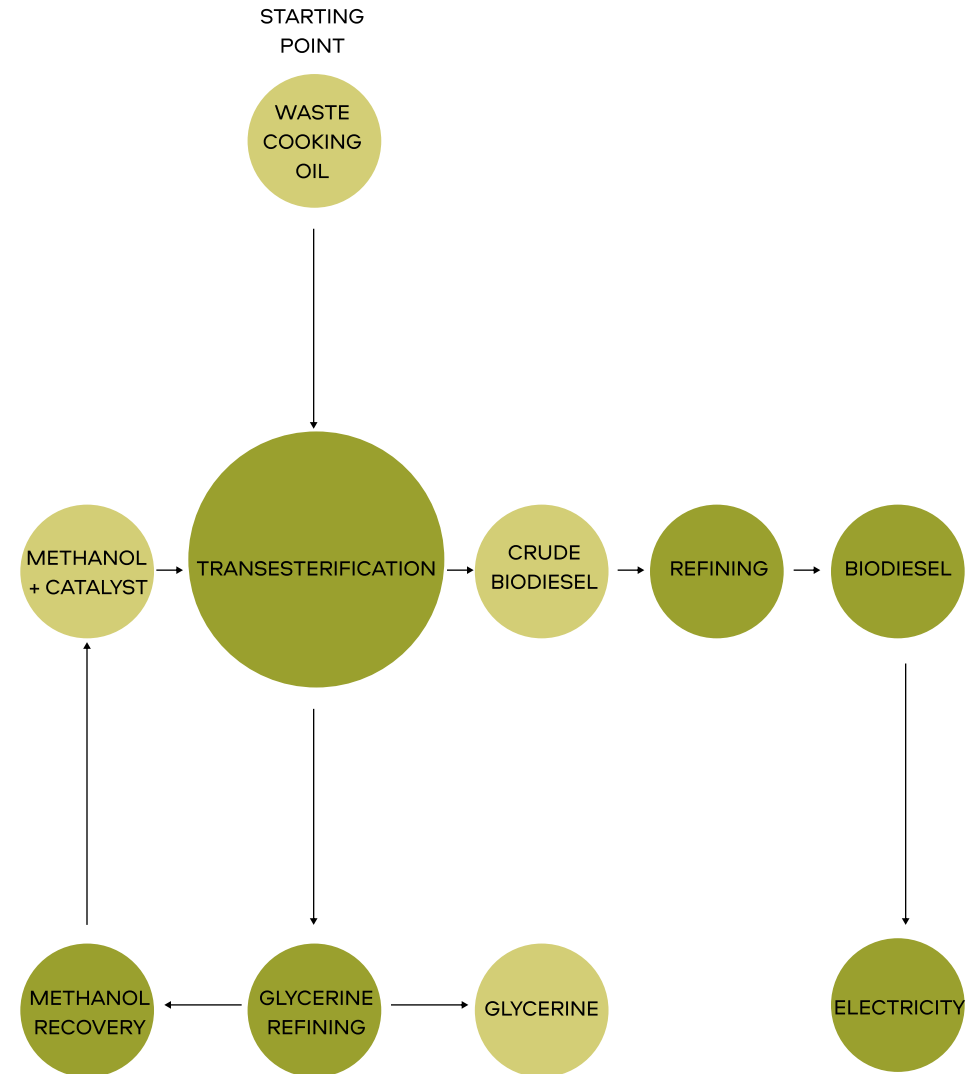 STARTING
POINT
WASTE
COOKING
OIL
METHANOL
+ CATALYST
TRANSESTERIFICATION
CRUDE
BIODIESEL
REFINING
BIODIESEL
METHANOL
RECOVERY
GLYCERINE
REFINING
GLYCERINE
ELECTRICITY